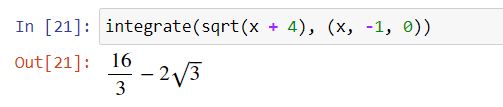 In [21]: integrate(sqrt(x + 4), (x, -1, 0))
Out[21]: 16/3 − 2√3